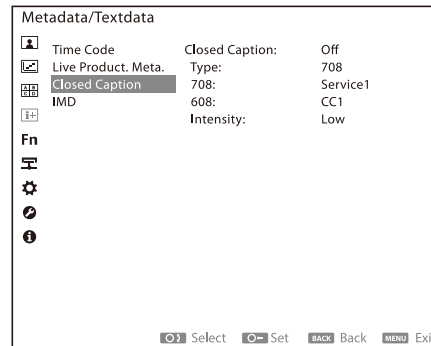 Metadata/Textdata
Time Code Closed Caption: Off
Live Product. Meta. Type: 708
Closed Caption 708: Service1
IMD 608: CC1
Intensity: Low
A B
C D
i+
Fn
Select Set BACK Back MENU Exi